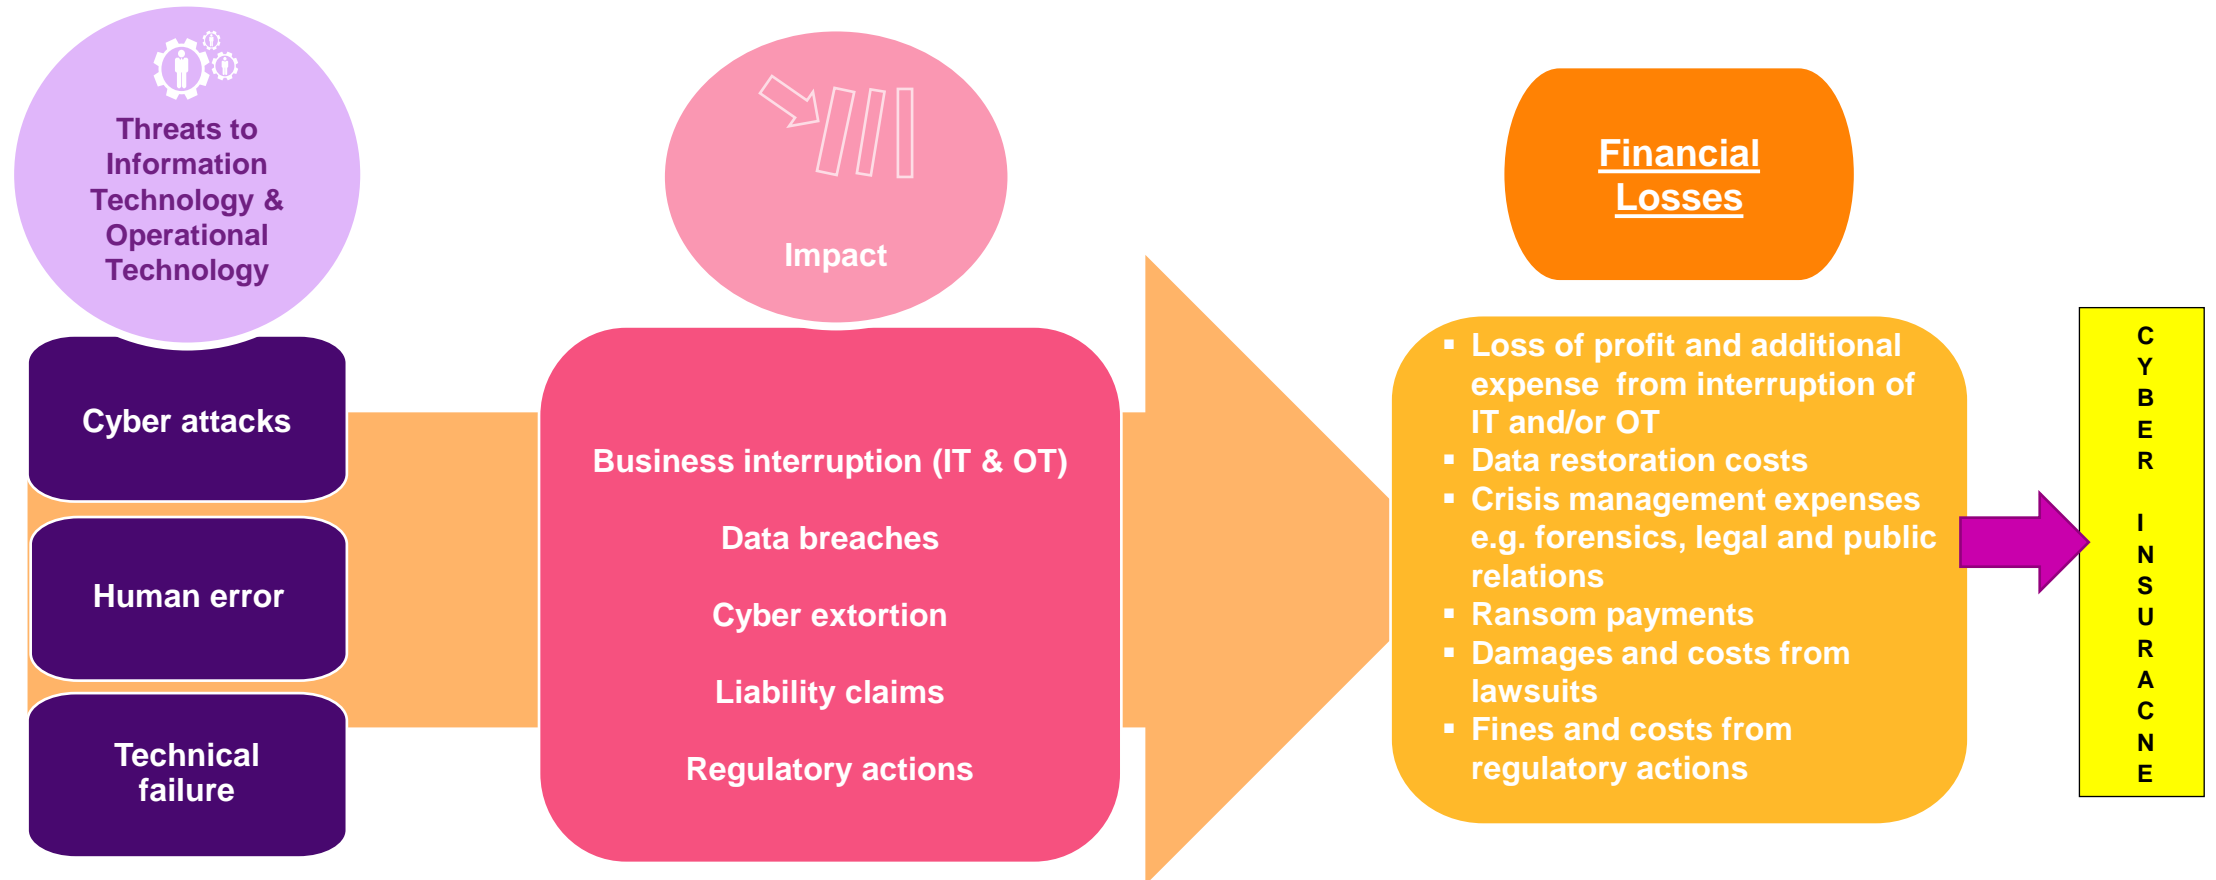 Threats to
Information
Technology &
Operational
Technology
Cyber attacks
Human error
Technical
failure
Impact
Business interruption (IT & OT)
Data breaches
Cyber extortion
Liability claims
Regulatory actions
Financial
Losses
▪ Loss of profit and additional
expense from interruption of
IT and/or OT
▪ Data restoration costs
▪ Crisis management expenses
e.g. forensics, legal and public
relations
▪ Ransom payments
▪ Damages and costs from
lawsuits
▪ Fines and costs from
regulatory actions
C
Y
B
E
R
I
N
S
U
R
A
C
N
E